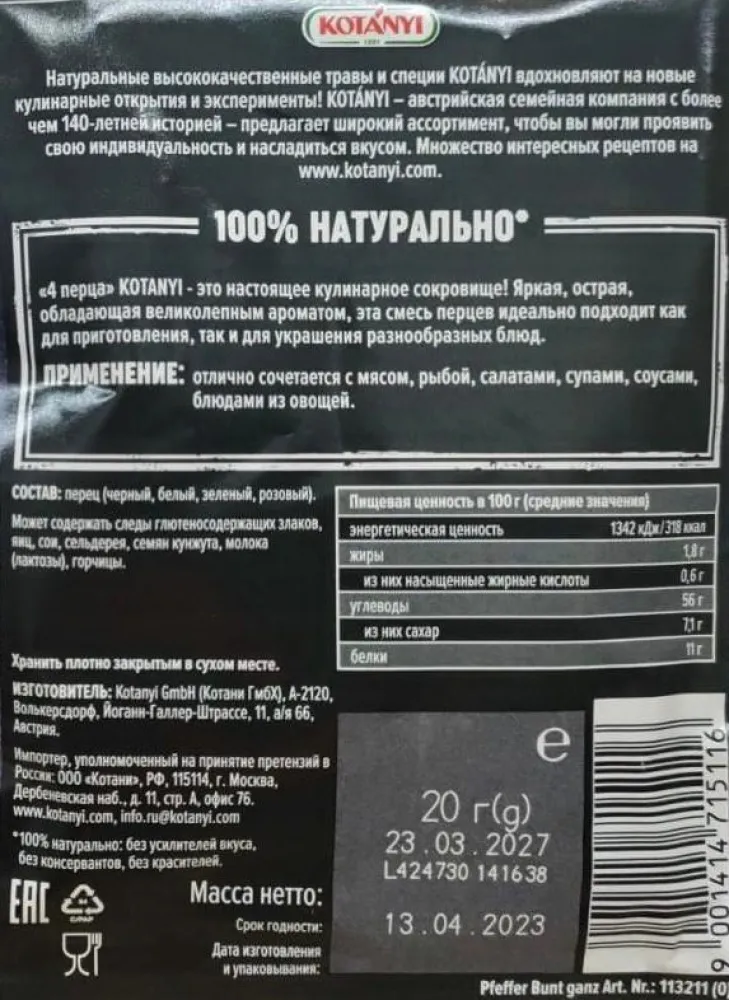 KOTÁNYI
1881
Натуральные высококачественные травы и специи KOTÁNYI вдохновляют на новые
кулинарные открытия и эксперименты! KOTÁNYI – австрийская семейная компания с более
чем 140-летней историей – предлагает широкий ассортимент, чтобы вы могли проявить
свою индивидуальность и насладиться вкусом. Множество интересных рецептов на
www.kotanyi.com.
100% НАТУРАЛЬНО*
«4 перца» KOTANYI - это настоящее кулинарное сокровище! Яркая, острая,
обладающая великолепным ароматом, эта смесь перцев идеально подходит как
для приготовления, так и для украшения разнообразных блюд.
ПРИМЕНЕНИЕ: отлично сочетается с мясом, рыбой, салатами, супами, соусами,
блюдами из овощей.
СОСТАВ: перец (черный, белый, зеленый, розовый).
Может содержать следы глютеносодержащих злаков,
яиц, сои, сельдерея, семян кунжута, молока
(лактозы), горчицы.
Пищевая ценность в 100 г (средние значения)
энергетическая ценность 1342 кДж/318 ккал
жиры 1,8 г
из них насыщенные жирные кислоты 0,6 г
углеводы 56 г
из них сахар 7,1 г
белки 11 г
Хранить плотно закрытым в сухом месте.
ИЗГОТОВИТЕЛЬ: Kotanyi GmbH (Котани ГмбХ), А-2120,
Волькерсдорф, Йоганн-Галлер-Штрассе, 11, а/я 66,
Австрия.
Импортер, уполномоченный на принятие претензий в
России: ООО «Котани», РФ, 115114, г. Москва,
Дербеневская наб., д. 11, стр. А, офис 76.
www.kotanyi.com, info.ru@kotanyi.com
*100% натурально: без усилителей вкуса,
без консервантов, без красителей.
EAC
C/PAP
Масса нетто:
Срок годности:
Дата изготовления
и упаковывания:
e
20 г(g)
23.03.2027
L424730 141638
13.04.2023
9 001414 715116
Pfeffer Bunt ganz Art. Nr.: 113211 (0)